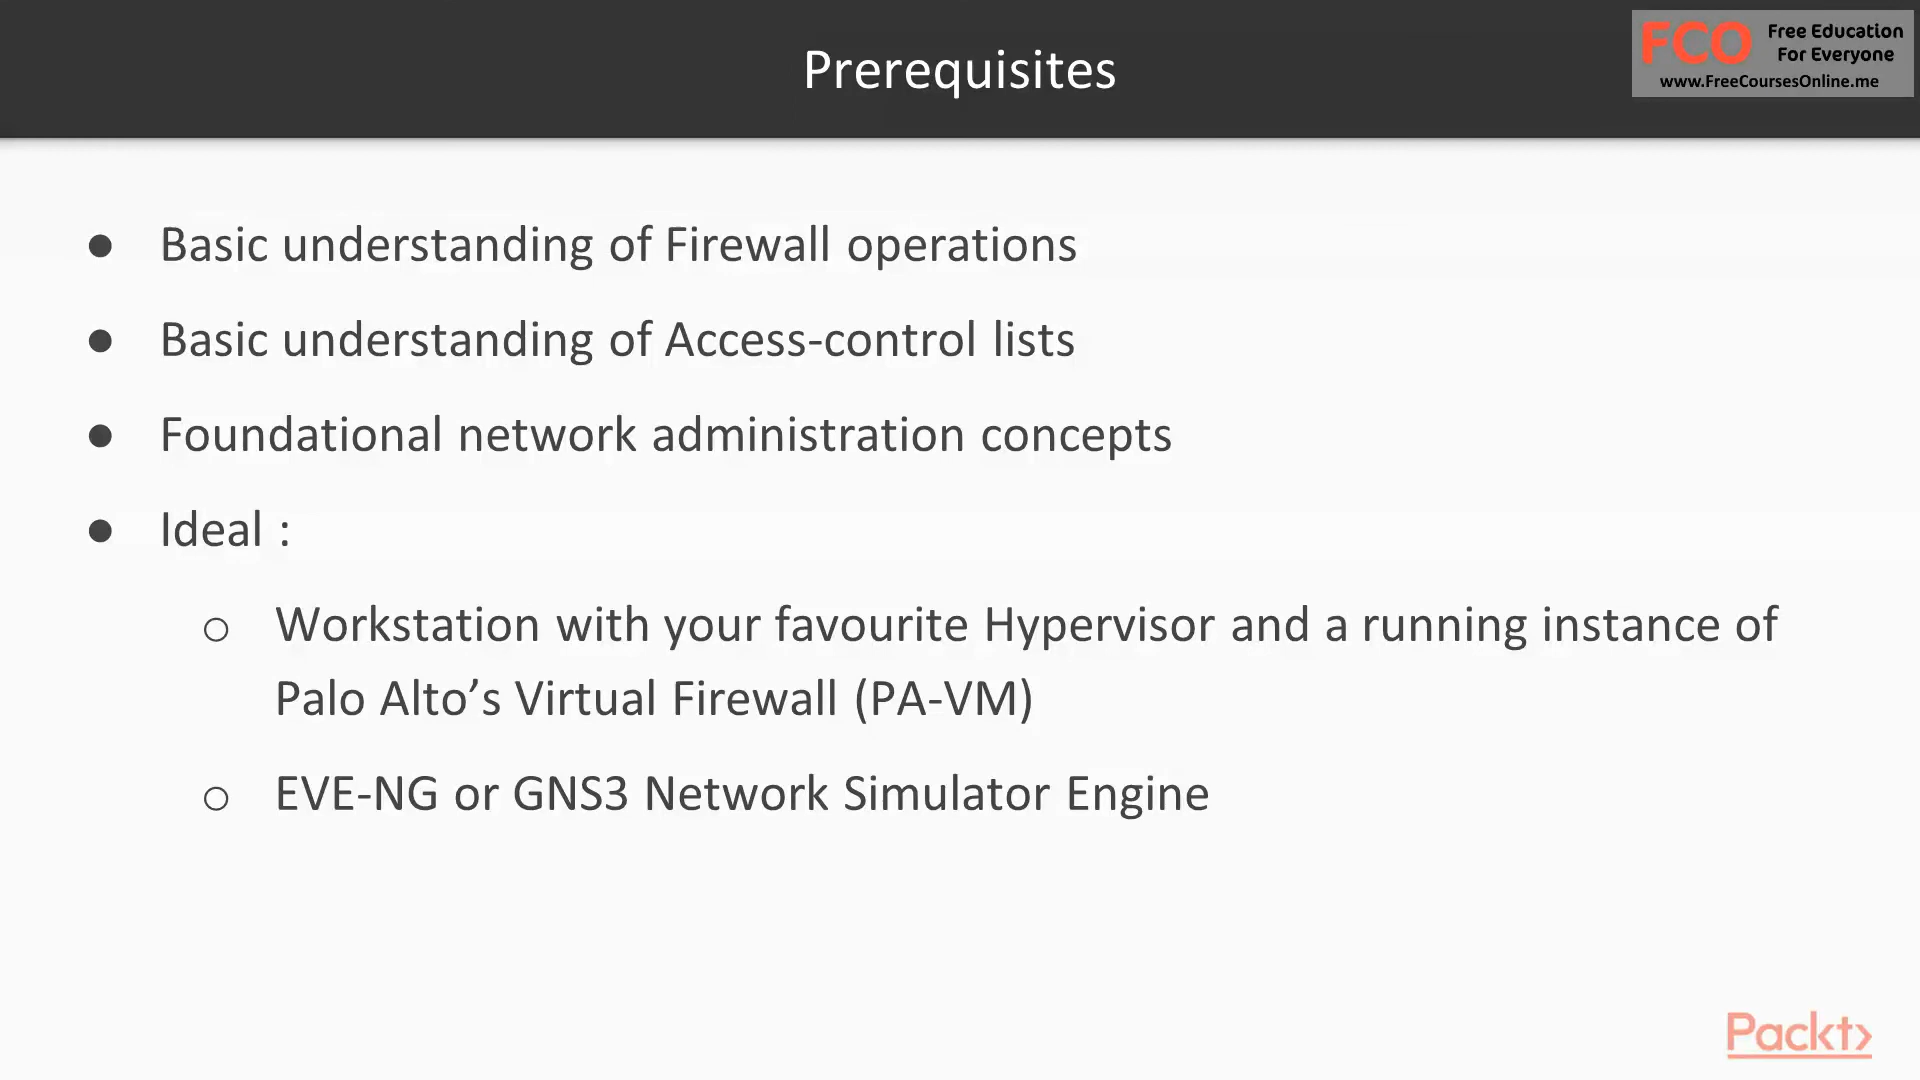 Prerequisites
FCO Free Education
For Everyone
www.FreeCoursesOnline.me
● Basic understanding of Firewall operations
● Basic understanding of Access-control lists
● Foundational network administration concepts
● Ideal :
○ Workstation with your favourite Hypervisor and a running instance of
Palo Alto’s Virtual Firewall (PA-VM)
○ EVE-NG or GNS3 Network Simulator Engine
Packt>